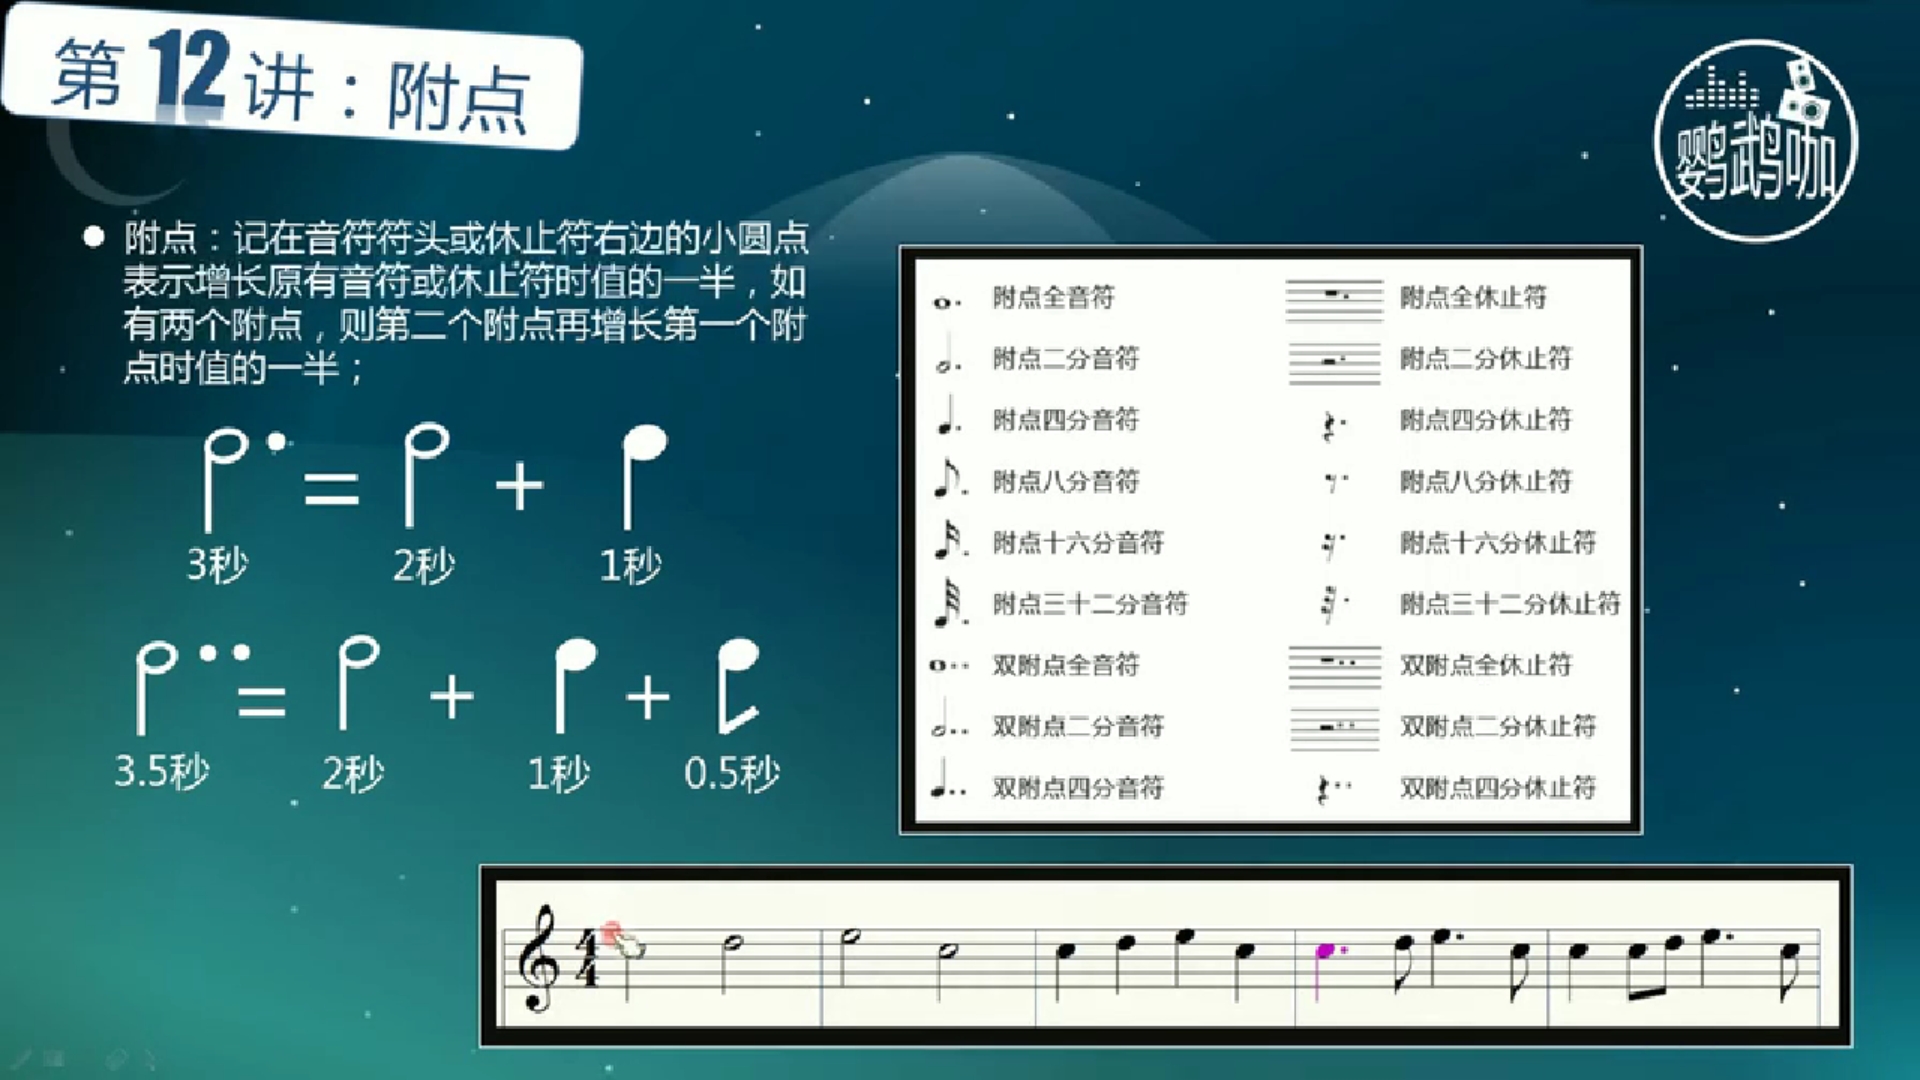 第12讲：附点
鹦鹉咖
附点：记在音符符头或休止符右边的小圆点
表示增长原有音符或休止符时值的一半，如
有两个附点，则第二个附点再增长第一个附
点时值的一半；
= +
3秒 2秒 1秒
= + +
3.5秒 2秒 1秒 0.5秒
附点全音符 附点全休止符
附点二分音符 附点二分休止符
附点四分音符 附点四分休止符
附点八分音符 附点八分休止符
附点十六分音符 附点十六分休止符
附点三十二分音符 附点三十二分休止符
双附点全音符 双附点全休止符
双附点二分音符 双附点二分休止符
双附点四分音符 双附点四分休止符
4
4